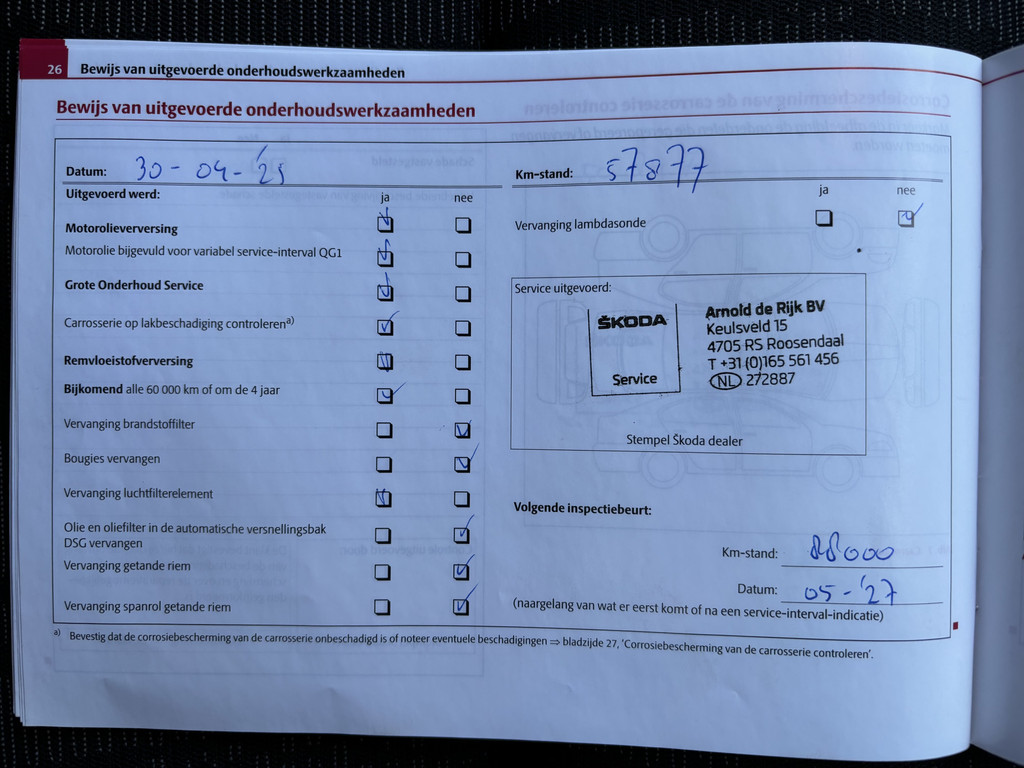 26 Bewijs van uitgevoerde onderhoudswerkzaamheden
Bewijs van uitgevoerde onderhoudswerkzaamheden
Datum: 30-04-'25
Uitgevoerd werd: ja nee
Motorolieverversing
Motorolie bijgevuld voor variabel service-interval QG1
Grote Onderhoud Service
Carrosserie op lakbeschadiging controleren a)
Remvloeistofverversing
Bijkomend alle 60 000 km of om de 4 jaar
Vervanging brandstoffilter
Bougies vervangen
Vervanging luchtfilterelement
Olie en oliefilter in de automatische versnellingsbak
DSG vervangen
Vervanging getande riem
Vervanging spanrol getande riem
Km-stand: 57877
ja nee
Vervanging lambdasonde
Service uitgevoerd:
ŠKODA
Service
Arnold de Rijk BV
Keulsveld 15
4705 RS Roosendaal
T +31 (0)165 561 456
NL 272887
Stempel Škoda dealer
Volgende inspectiebeurt:
Km-stand: 88000
Datum: 05-'27
(naargelang van wat er eerst komt of na een service-interval-indicatie)
a) Bevestig dat de corrosiebescherming van de carrosserie onbeschadigd is of noteer eventuele beschadigingen ⇒ bladzijde 27, 'Corrosiebescherming van de carrosserie controleren'.